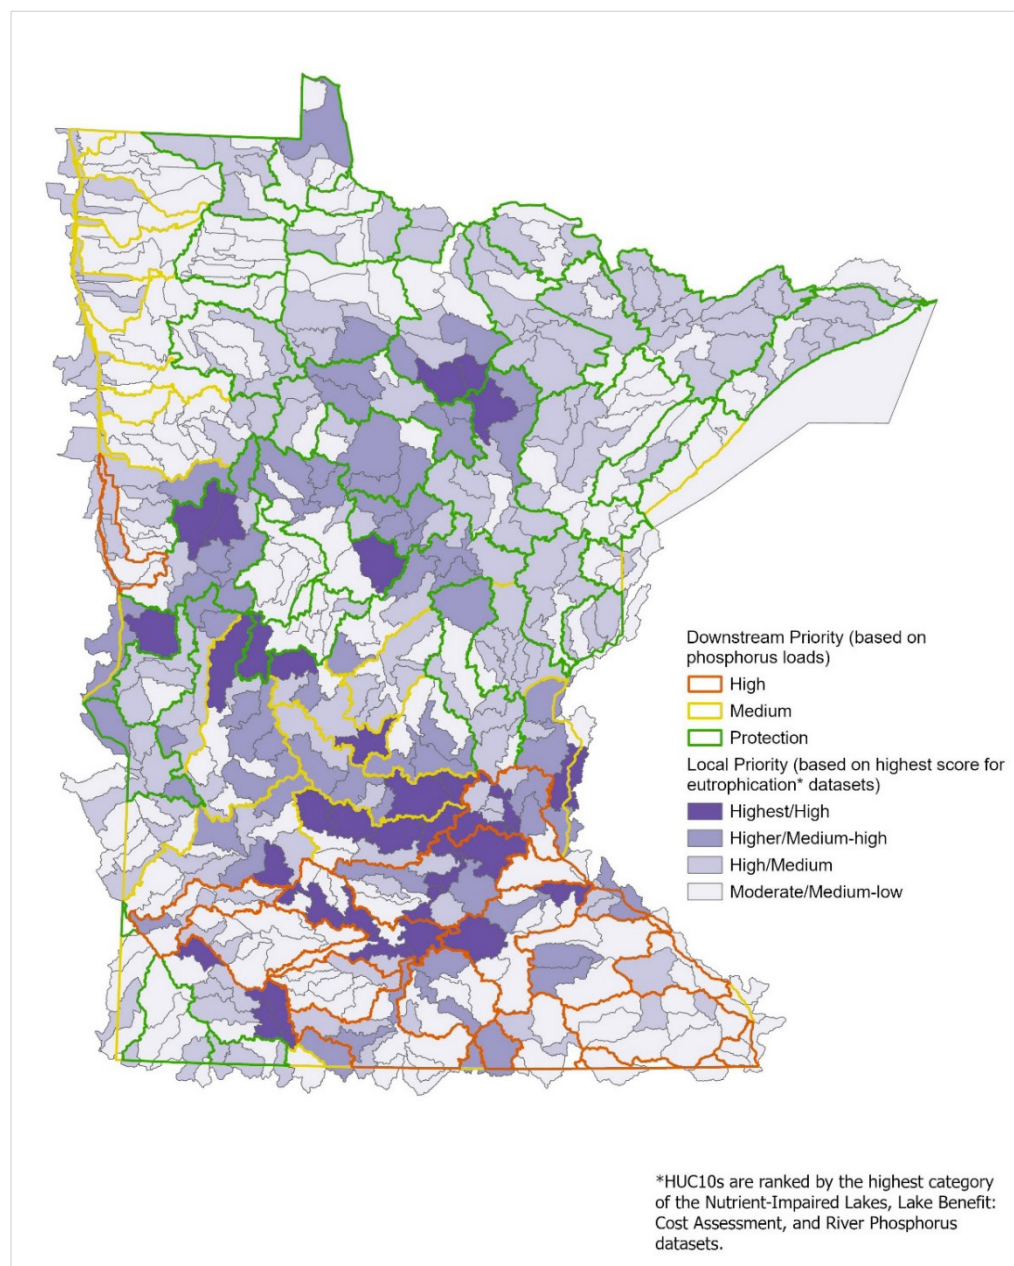 Downstream Priority (based on
phosphorus loads)
High
Medium
Protection
Local Priority (based on highest score for
eutrophication* datasets)
Highest/High
Higher/Medium-high
High/Medium
Moderate/Medium-low
*HUC10s are ranked by the highest category
of the Nutrient-Impaired Lakes, Lake Benefit:
Cost Assessment, and River Phosphorus
datasets.